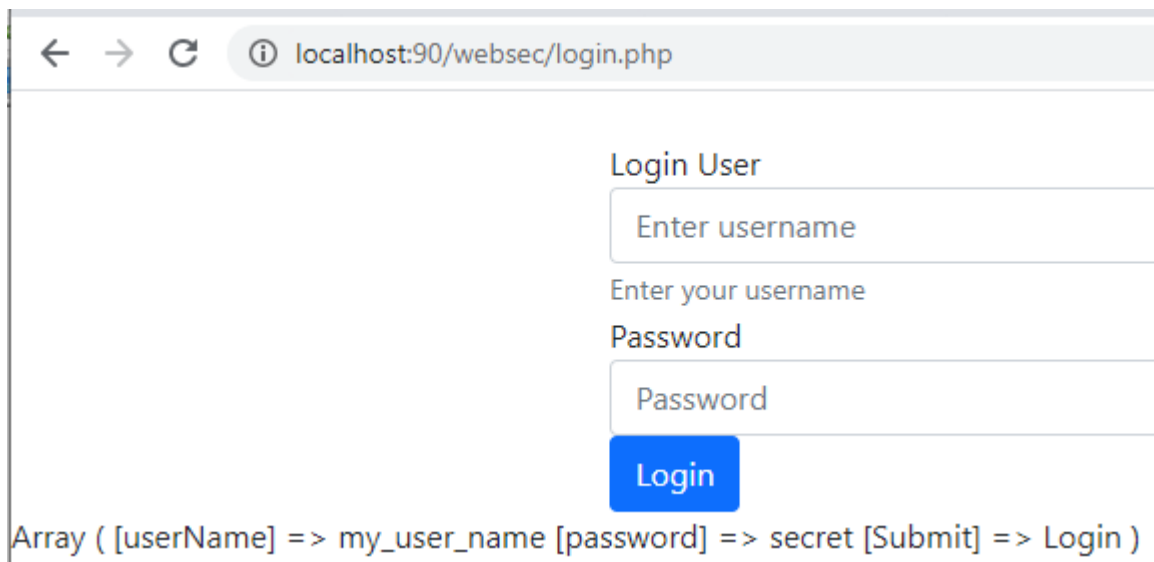 localhost:90/websec/login.php
Login User
Enter username
Enter your username
Password
Password
Login
Array ( [userName] => my_user_name [password] => secret [Submit] => Login )